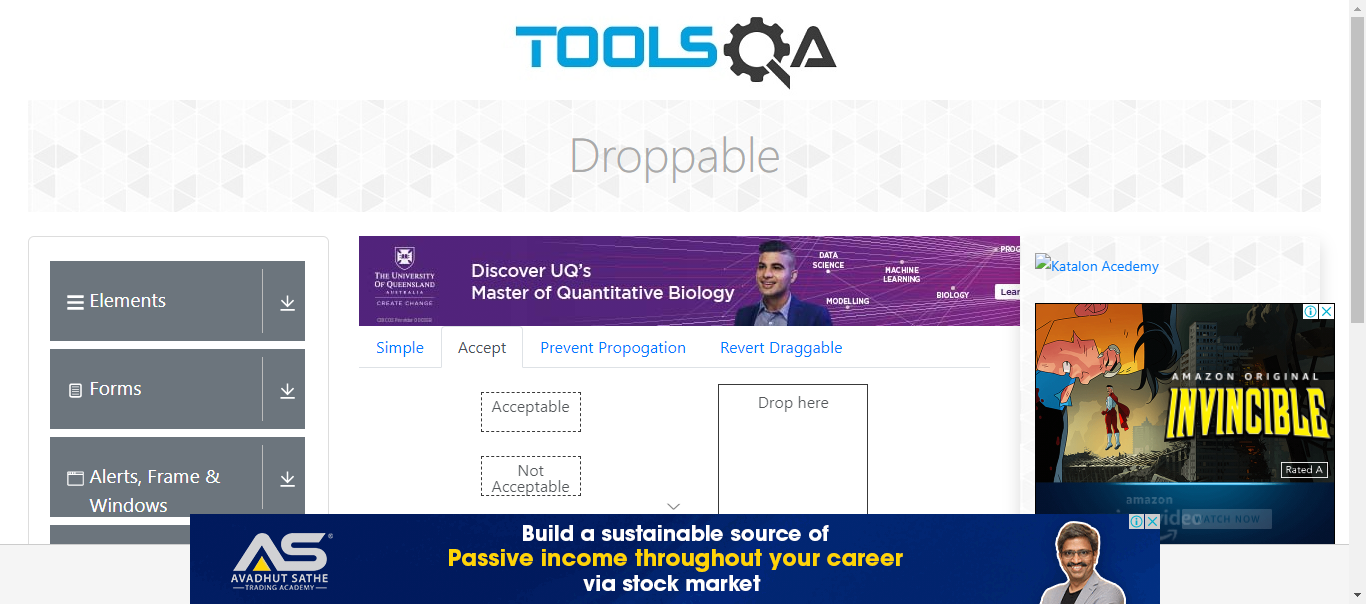 TOOLSQA
Droppable
Elements
Forms
Alerts, Frame &
Windows
THE UNIVERSITY
OF QUEENSLAND
AUSTRALIA
CREATE CHANGE
Discover UQ's
Master of Quantitative Biology
DATA
SCIENCE
MACHINE
LEARNING
MODELLING
BIOLOGY
PROG
Lear
Simple
Accept
Prevent Propogation
Revert Draggable
Acceptable
Not
Acceptable
Drop here
Katalon Acedemy
AMAZON ORIGINAL
INVINCIBLE
Rated A
amazon
video
WATCH NOW
AS
AVADHUT SATHE
TRADING ACADEMY
Build a sustainable source of
Passive income throughout your career
via stock market